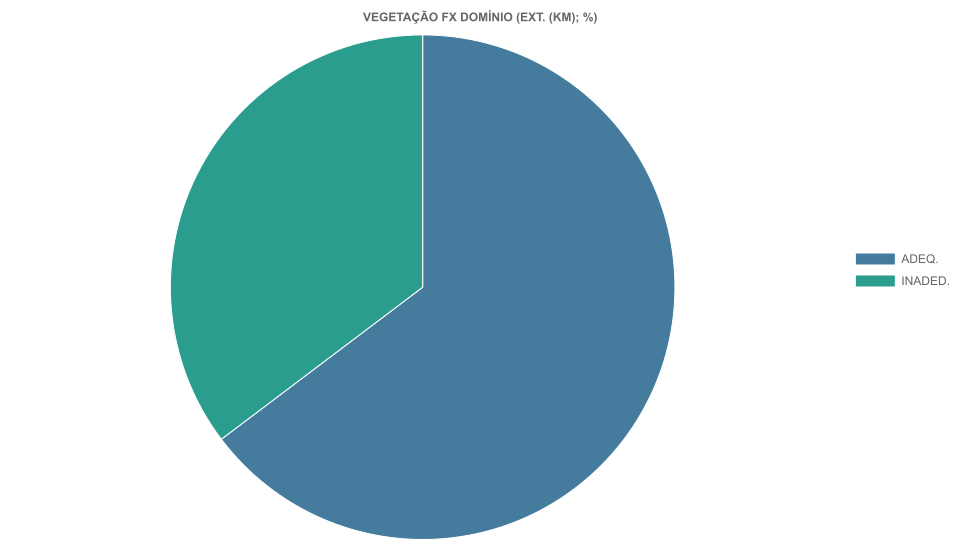 VEGETAÇÃO FX DOMÍNIO (EXT. (KM); %)
ADEQ.
INADED.